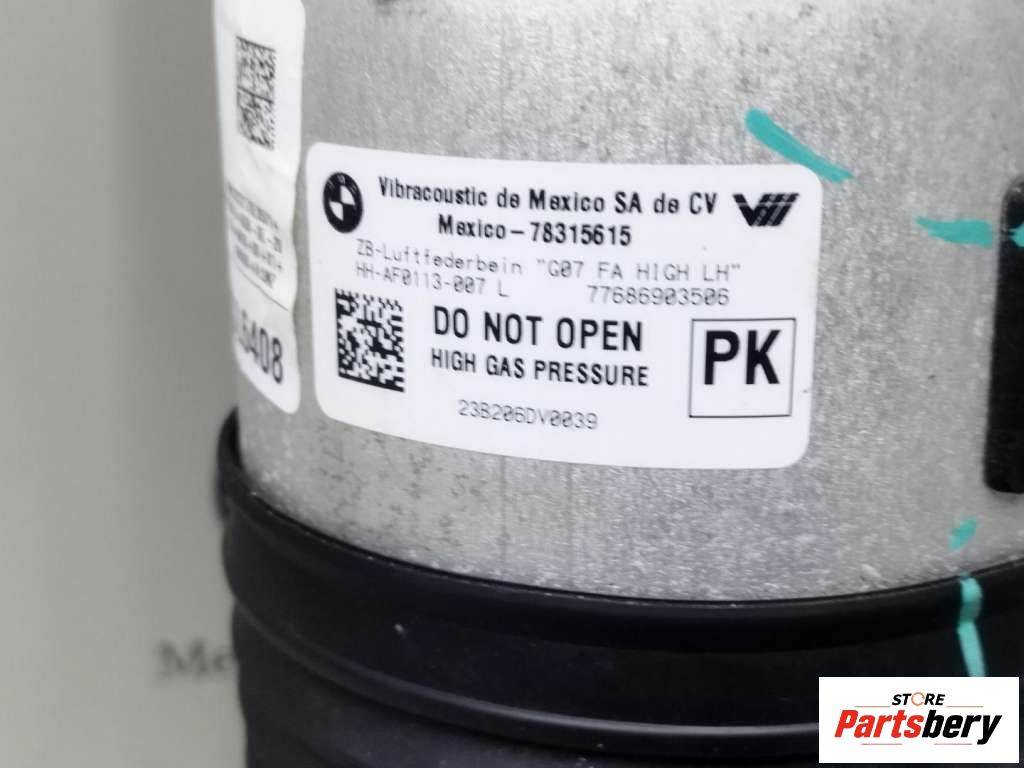 Vibracoustic de Mexico SA de CV
Mexico-78315615
ZB-Luftfederbein "G07 FA HIGH LH"
HH-AF0113-007 L 77686903506
DO NOT OPEN
HIGH GAS PRESSURE
PK
23B206DV0039
6408
Me
STORE
Partsbery